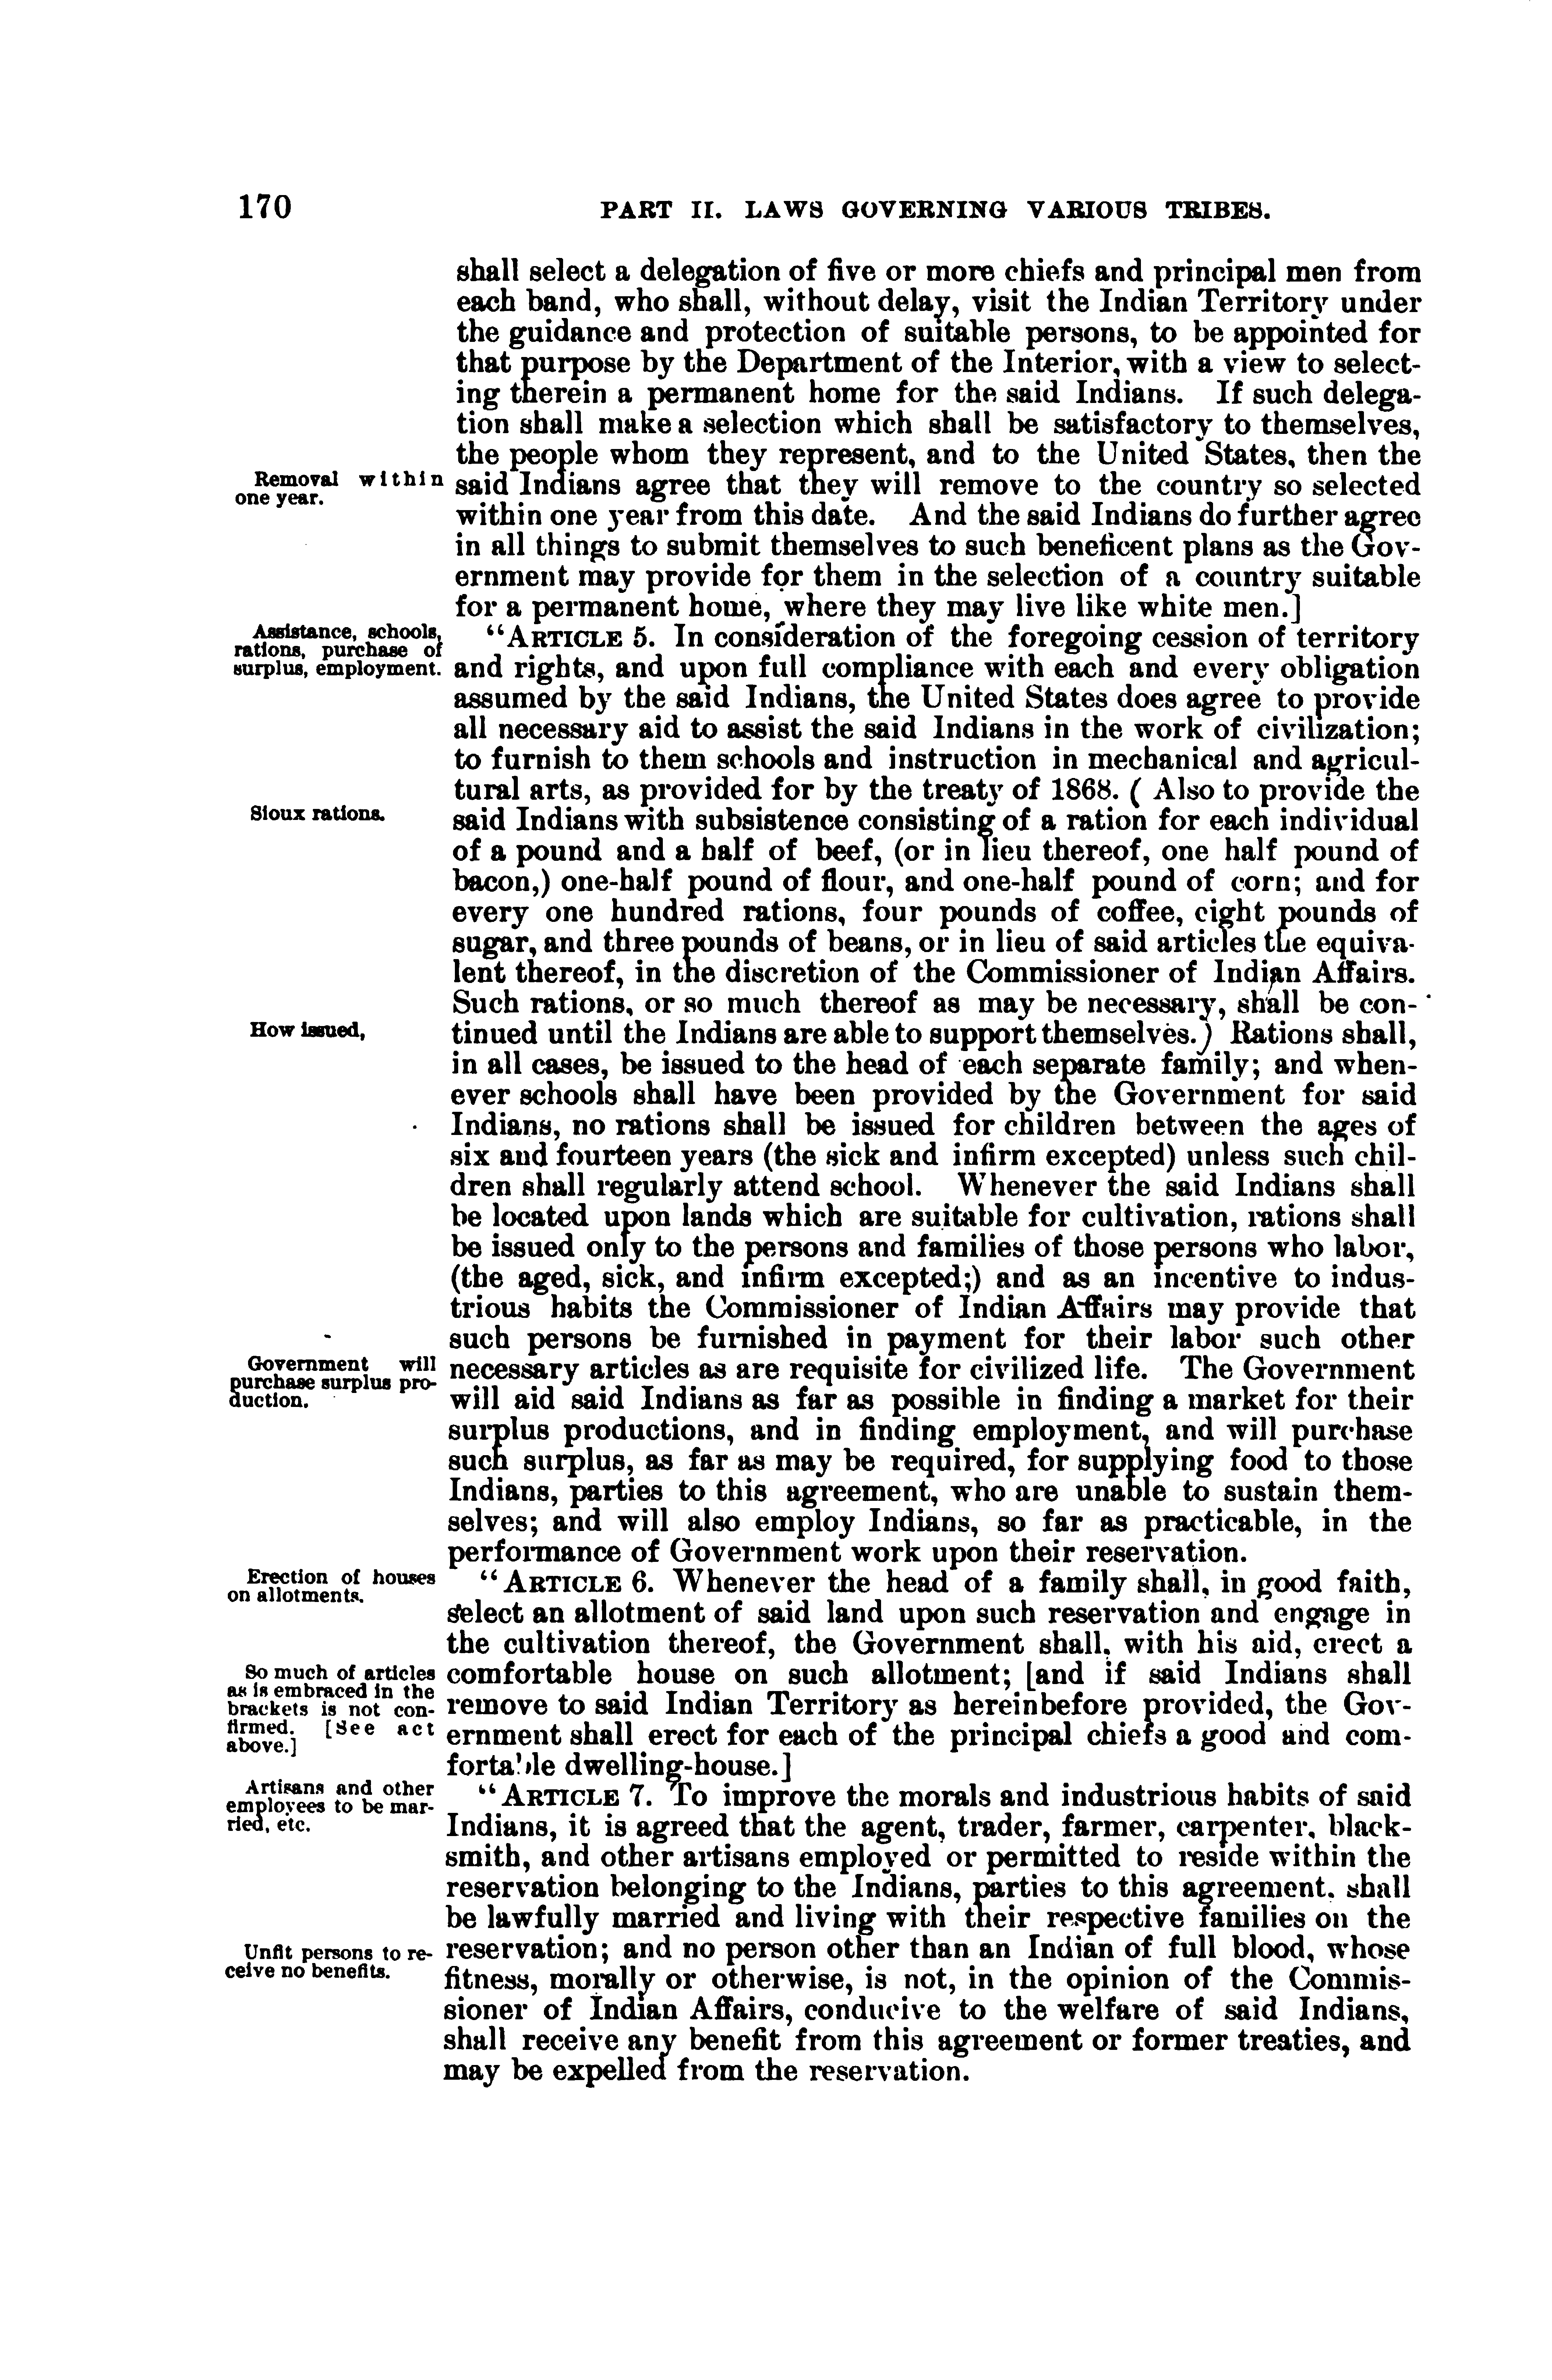 170
PART II. LAWS GOVERNING VARIOUS TRIBES.
shall select a delegation of five or more chiefs and principal men from
each band, who shall, without delay, visit the Indian Territory under
the guidance and protection of suitable persons, to be appointed for
that purpose by the Department of the Interior, with a view to select-
ing therein a permanent home for the said Indians. If such delega-
tion shall make a selection which shall be satisfactory to themselves,
the people whom they represent, and to the United States, then the
Removal within
one year.
said Indians agree that they will remove to the country so selected
within one year from this date. And the said Indians do further agree
in all things to submit themselves to such beneficent plans as the Gov-
ernment may provide for them in the selection of a country suitable
for a permanent home, where they may live like white men.]
Assistance, schools,
rations, purchase of
surplus, employment.
"ARTICLE 5. In consideration of the foregoing cession of territory
and rights, and upon full compliance with each and every obligation
assumed by the said Indians, the United States does agree to provide
all necessary aid to assist the said Indians in the work of civilization;
to furnish to them schools and instruction in mechanical and agricul-
tural arts, as provided for by the treaty of 1868. ( Also to provide the
Sioux rations.
said Indians with subsistence consisting of a ration for each individual
of a pound and a half of beef, (or in lieu thereof, one half pound of
bacon,) one-half pound of flour, and one-half pound of corn; and for
every one hundred rations, four pounds of coffee, eight pounds of
sugar, and three pounds of beans, or in lieu of said articles the equiva-
lent thereof, in the discretion of the Commissioner of Indian Affairs.
Such rations, or so much thereof as may be necessary, shall be con-
How issued,
tinued until the Indians are able to support themselves.) Rations shall,
in all cases, be issued to the head of each separate family; and when-
ever schools shall have been provided by the Government for said
Indians, no rations shall be issued for children between the ages of
six and fourteen years (the sick and infirm excepted) unless such chil-
dren shall regularly attend school. Whenever the said Indians shall
be located upon lands which are suitable for cultivation, rations shall
be issued only to the persons and families of those persons who labor,
(the aged, sick, and infirm excepted;) and as an incentive to indus-
trious habits the Commissioner of Indian Affairs may provide that
such persons be furnished in payment for their labor such other
Government will
purchase surplus pro-
duction.
necessary articles as are requisite for civilized life. The Government
will aid said Indians as far as possible in finding a market for their
surplus productions, and in finding employment, and will purchase
such surplus, as far as may be required, for supplying food to those
Indians, parties to this agreement, who are unable to sustain them-
selves; and will also employ Indians, so far as practicable, in the
performance of Government work upon their reservation.
Erection of houses
on allotments.
"ARTICLE 6. Whenever the head of a family shall, in good faith,
select an allotment of said land upon such reservation and engage in
the cultivation thereof, the Government shall, with his aid, erect a
So much of articles
as is embraced in the
brackets is not con-
firmed. [See act
above.]
comfortable house on such allotment; [and if said Indians shall
remove to said Indian Territory as hereinbefore provided, the Gov-
ernment shall erect for each of the principal chiefs a good and com-
fortable dwelling-house.]
Artisans and other
employees to be mar-
ried, etc.
"ARTICLE 7. To improve the morals and industrious habits of said
Indians, it is agreed that the agent, trader, farmer, carpenter, black-
smith, and other artisans employed or permitted to reside within the
reservation belonging to the Indians, parties to this agreement, shall
be lawfully married and living with their respective families on the
Unfit persons to re-
ceive no benefits.
reservation; and no person other than an Indian of full blood, whose
fitness, morally or otherwise, is not, in the opinion of the Commis-
sioner of Indian Affairs, conducive to the welfare of said Indians,
shall receive any benefit from this agreement or former treaties, and
may be expelled from the reservation.